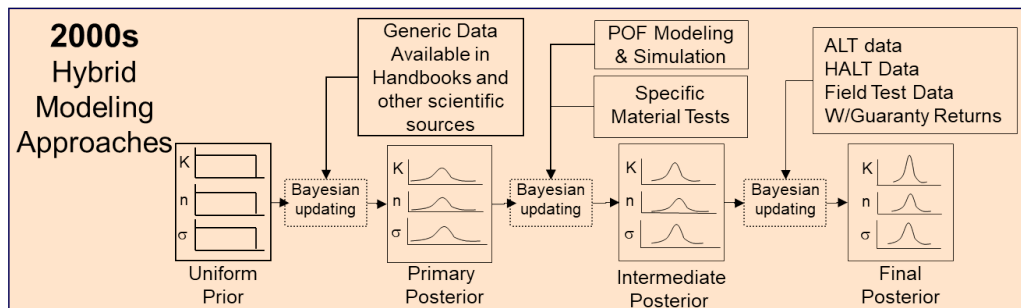 2000s
Hybrid
Modeling
Approaches
Generic Data
Available in
Handbooks and
other scientific
sources
POF Modeling
& Simulation
Specific
Material Tests
ALT data
HALT Data
Field Test Data
W/Guaranty Returns
K
n
σ
Uniform
Prior
Bayesian
updating
K
n
σ
Primary
Posterior
Bayesian
updating
K
n
σ
Intermediate
Posterior
Bayesian
updating
K
n
σ
Final
Posterior